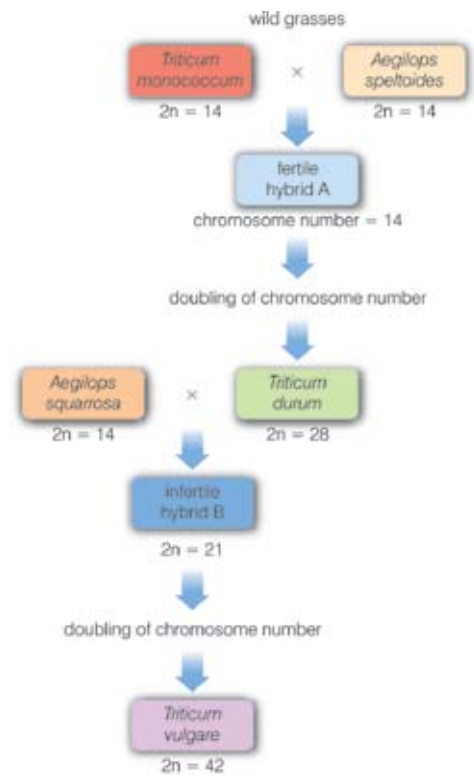 wild grasses
Triticum
monococcum
×
Aegilops
speltoides
2n = 14
2n = 14
fertile
hybrid A
chromosome number = 14
doubling of chromosome number
Aegilops
squarrosa
×
Triticum
durum
2n = 14
2n = 28
infertile
hybrid B
2n = 21
doubling of chromosome number
Triticum
vulgare
2n = 42